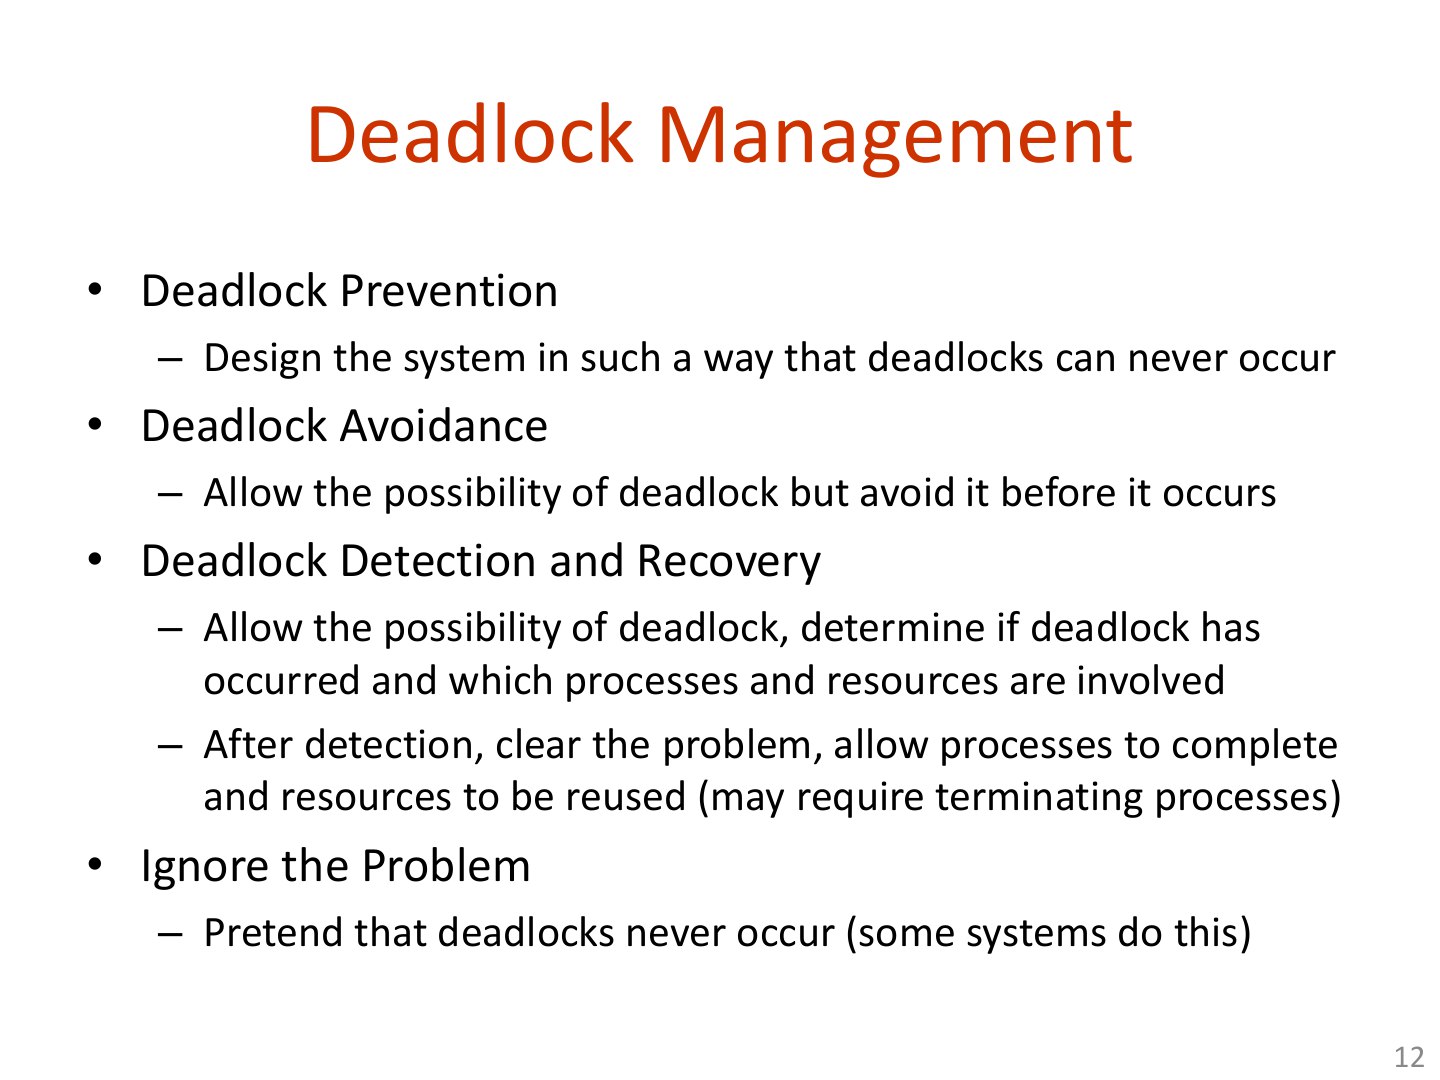 Deadlock Management
• Deadlock Prevention
– Design the system in such a way that deadlocks can never occur
• Deadlock Avoidance
– Allow the possibility of deadlock but avoid it before it occurs
• Deadlock Detection and Recovery
– Allow the possibility of deadlock, determine if deadlock has
occurred and which processes and resources are involved
– After detection, clear the problem, allow processes to complete
and resources to be reused (may require terminating processes)
• Ignore the Problem
– Pretend that deadlocks never occur (some systems do this)
12